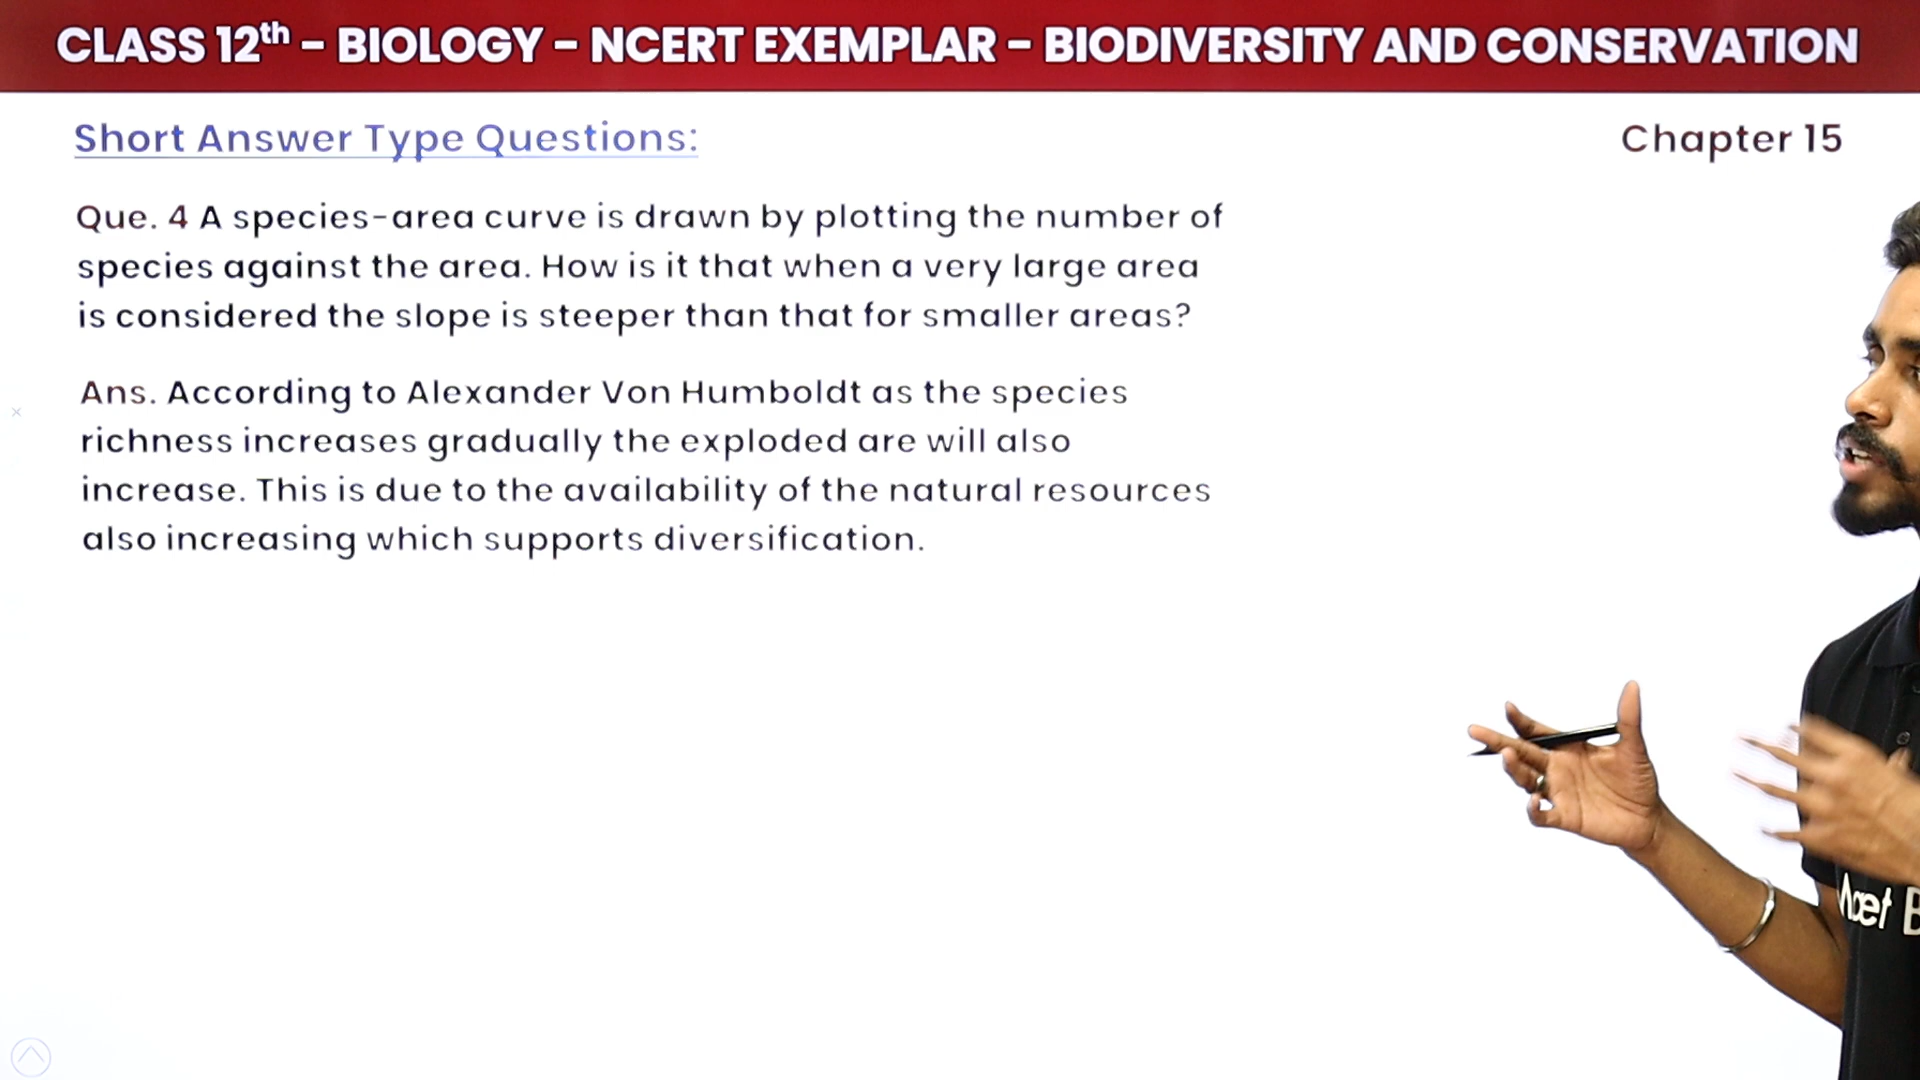 CLASS 12th – BIOLOGY – NCERT EXEMPLAR – BIODIVERSITY AND CONSERVATION
Short Answer Type Questions:
Chapter 15
Que. 4 A species-area curve is drawn by plotting the number of
species against the area. How is it that when a very large area
is considered the slope is steeper than that for smaller areas?
Ans. According to Alexander Von Humboldt as the species
richness increases gradually the exploded are will also
increase. This is due to the availability of the natural resources
also increasing which supports diversification.